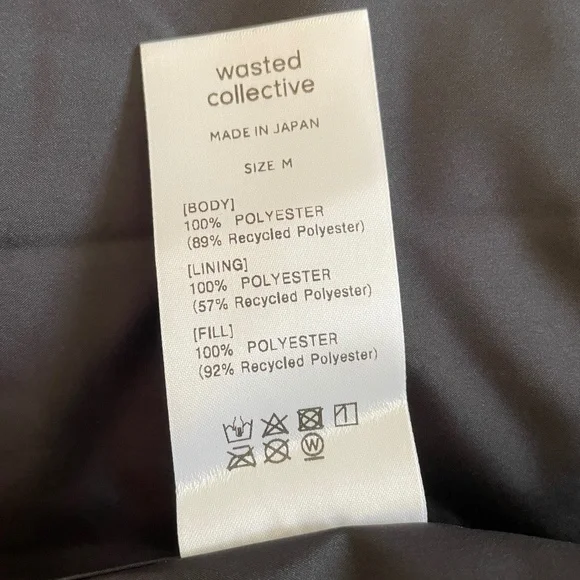 wasted
collective
MADE IN JAPAN
SIZE M
[BODY]
100% POLYESTER
(89% Recycled Polyester)
[LINING]
100% POLYESTER
(57% Recycled Polyester)
[FILL]
100% POLYESTER
(92% Recycled Polyester)
W